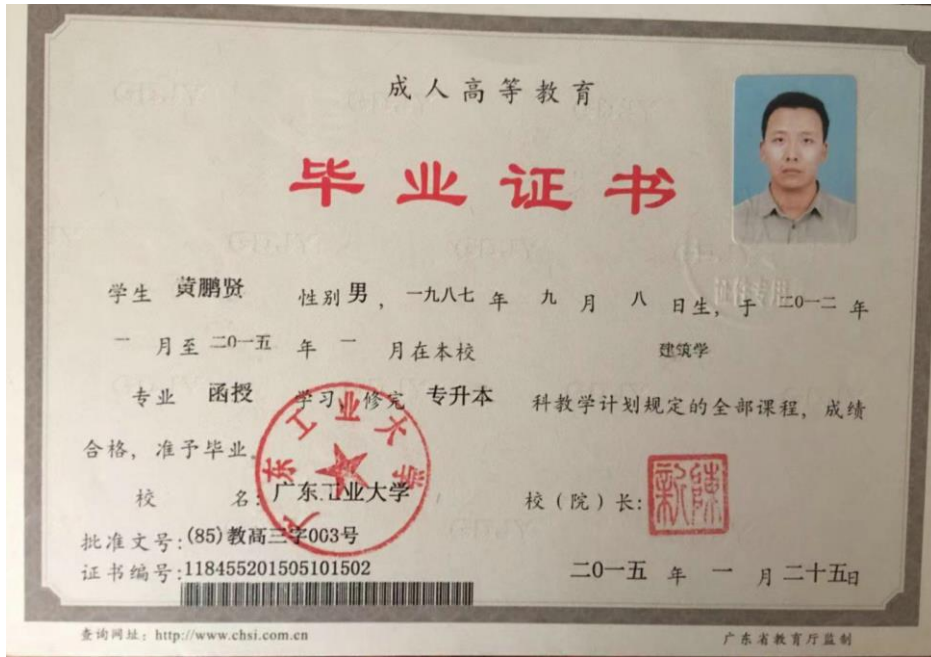 成人高等教育
毕业证书
学生 黄鹏贤 性别 男，一九八七 年 九 月 八 日生，于 二0一二 年
一 月至 二0一五 年 一 月在本校 建筑学
专业 函授 学习，修完 专升本 科教学计划规定的全部课程，成绩
合格，准予毕业。
校 名：广东工业大学 校（院）长：
广东工业大学
批准文号：(85)教高三字003号
证书编号：118455201505101502 二0一五 年 一 月 二十五日
查询网址：http://www.chsi.com.cn 广东省教育厅监制